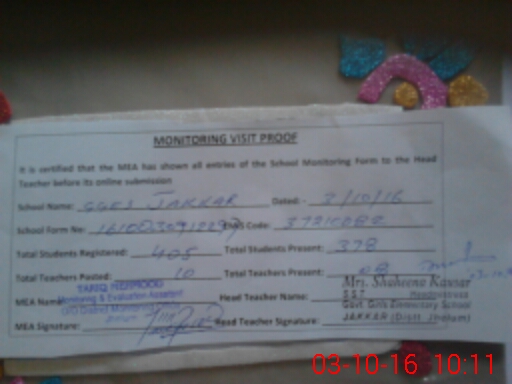 MONITORING VISIT PROOF
It is certified that the MEA has shown all entries of the School Monitoring Form to the Head
Teacher before its online submission
School Name: GGES JAKKAR Dated: - 3/10/16
School Form No: EMIS Code: 37210082
Total Students Registered: 405 Total Students Present: 378
Total Teachers Posted: 10 Total Teachers Present: 08
TARIQ MEHMOOD
Monitoring & Evaluation Assistant
MEA Name: Head Teacher Name: Mrs. Shaheena Kausar
S.S.T Headmistress
Govt. Girls Elementary School
JAKKAR (Distt. Jhelum)
MEA Signature: Head Teacher Signature:
03-10-16 10:11